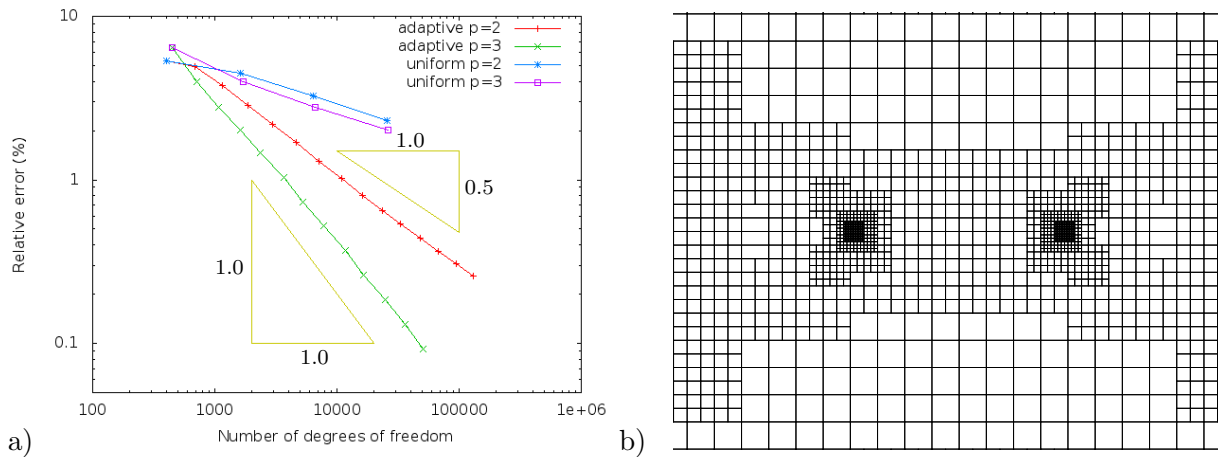 10
1
0.1
Relative error (%)
adaptive p=2
adaptive p=3
uniform p=2
uniform p=3
1.0
0.5
1.0
1.0
100
1000
10000
100000
1e+06
Number of degrees of freedom
a)
b)